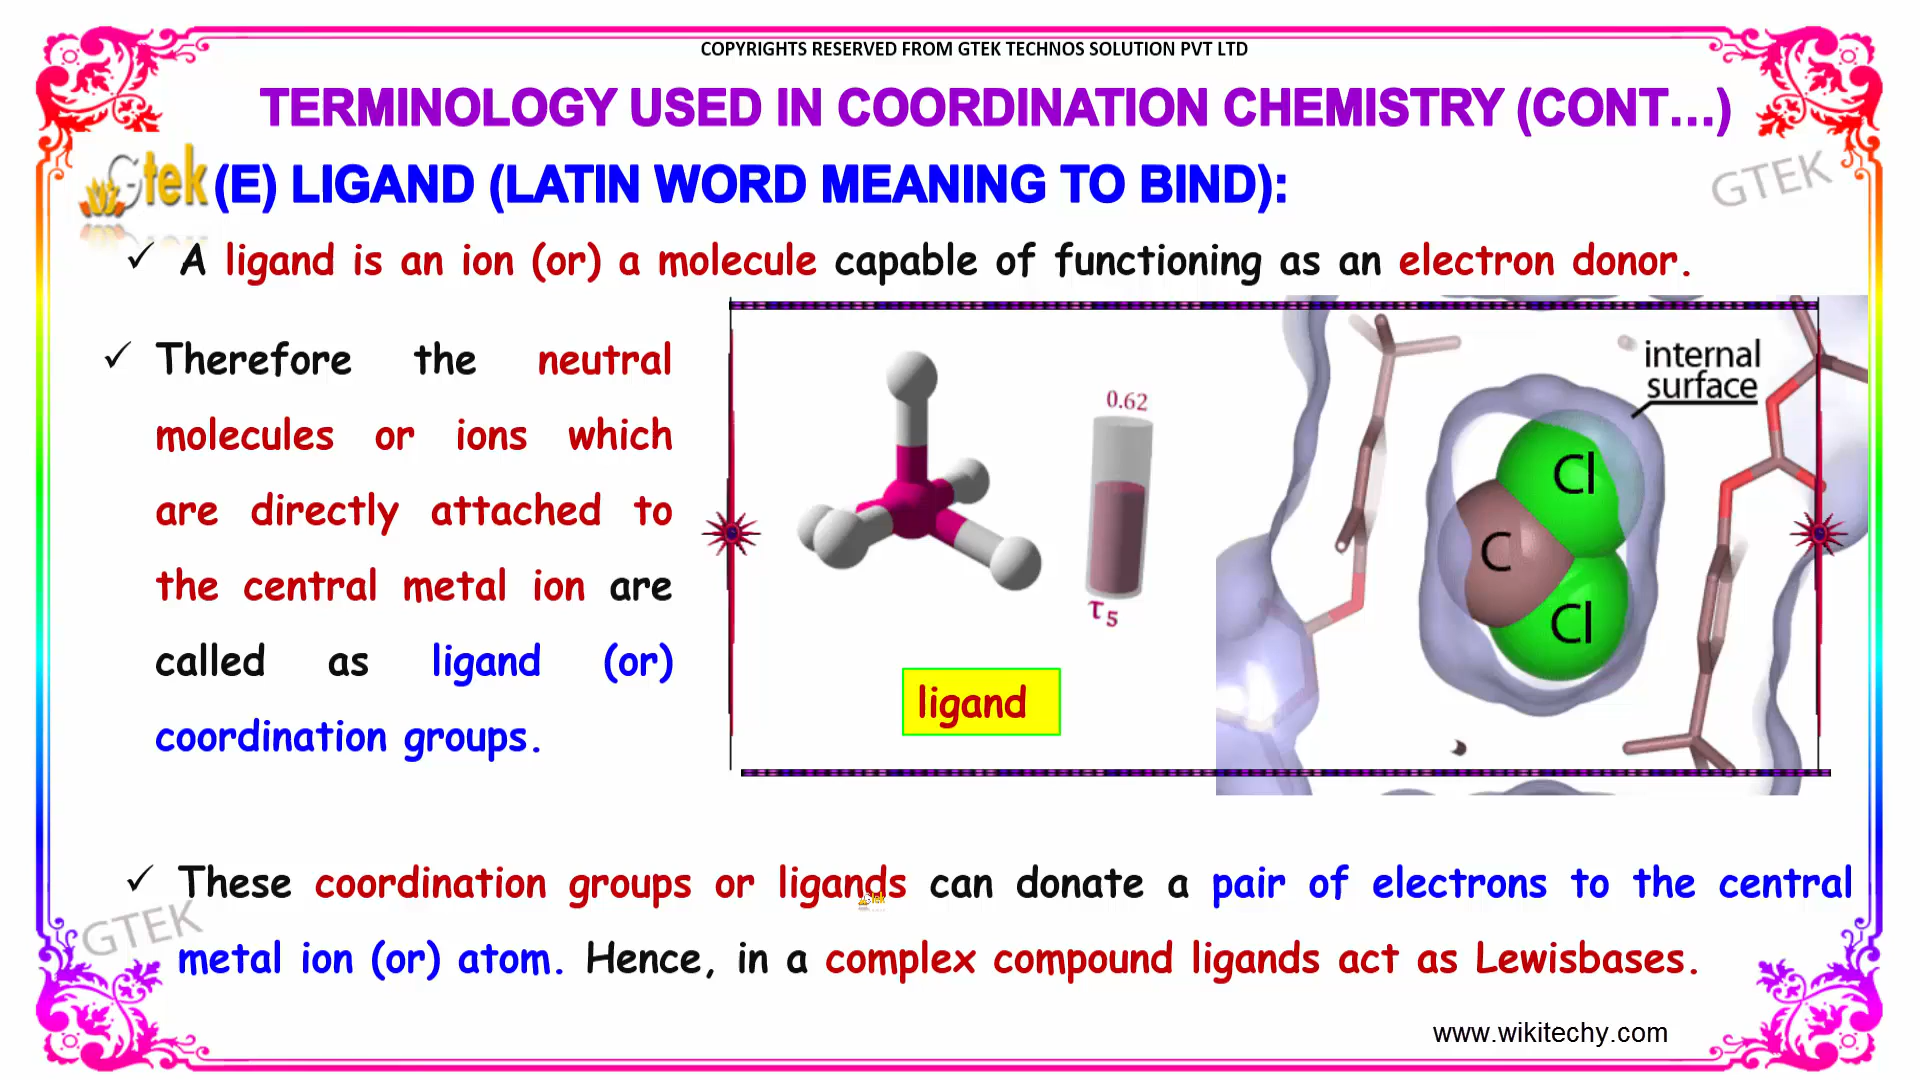 COPYRIGHTS RESERVED FROM GTEK TECHNOS SOLUTION PVT LTD
TERMINOLOGY USED IN COORDINATION CHEMISTRY (CONT...)
Gtek
(E) LIGAND (LATIN WORD MEANING TO BIND):
GTEK
✓ A ligand is an ion (or) a molecule capable of functioning as an electron donor.
✓ Therefore the neutral
molecules or ions which
are directly attached to
the central metal ion are
called as ligand (or)
coordination groups.
0.62
τ5
ligand
internal
surface
Cl
C
Cl
✓ These coordination groups or ligands can donate a pair of electrons to the central
Gtek
GTEK
metal ion (or) atom. Hence, in a complex compound ligands act as Lewisbases.
www.wikitechy.com